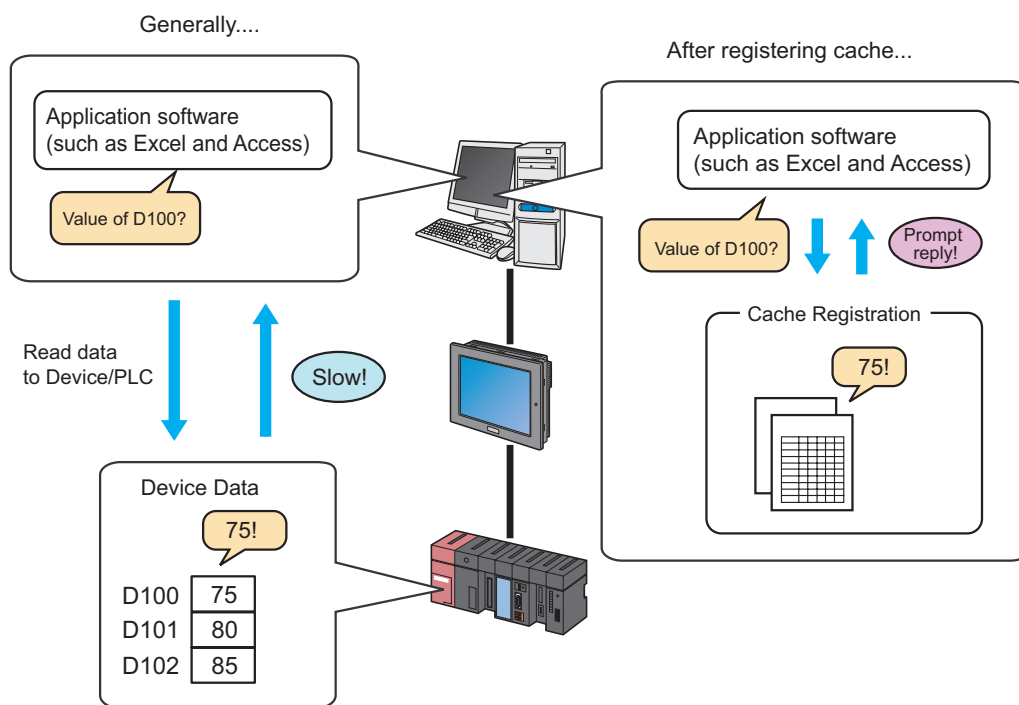 Generally....
Application software
(such as Excel and Access)
Value of D100?
Read data
to Device/PLC
Slow!
Device Data
75!
D100 75
D101 80
D102 85
After registering cache...
Application software
(such as Excel and Access)
Value of D100?
Prompt
reply!
Cache Registration
75!